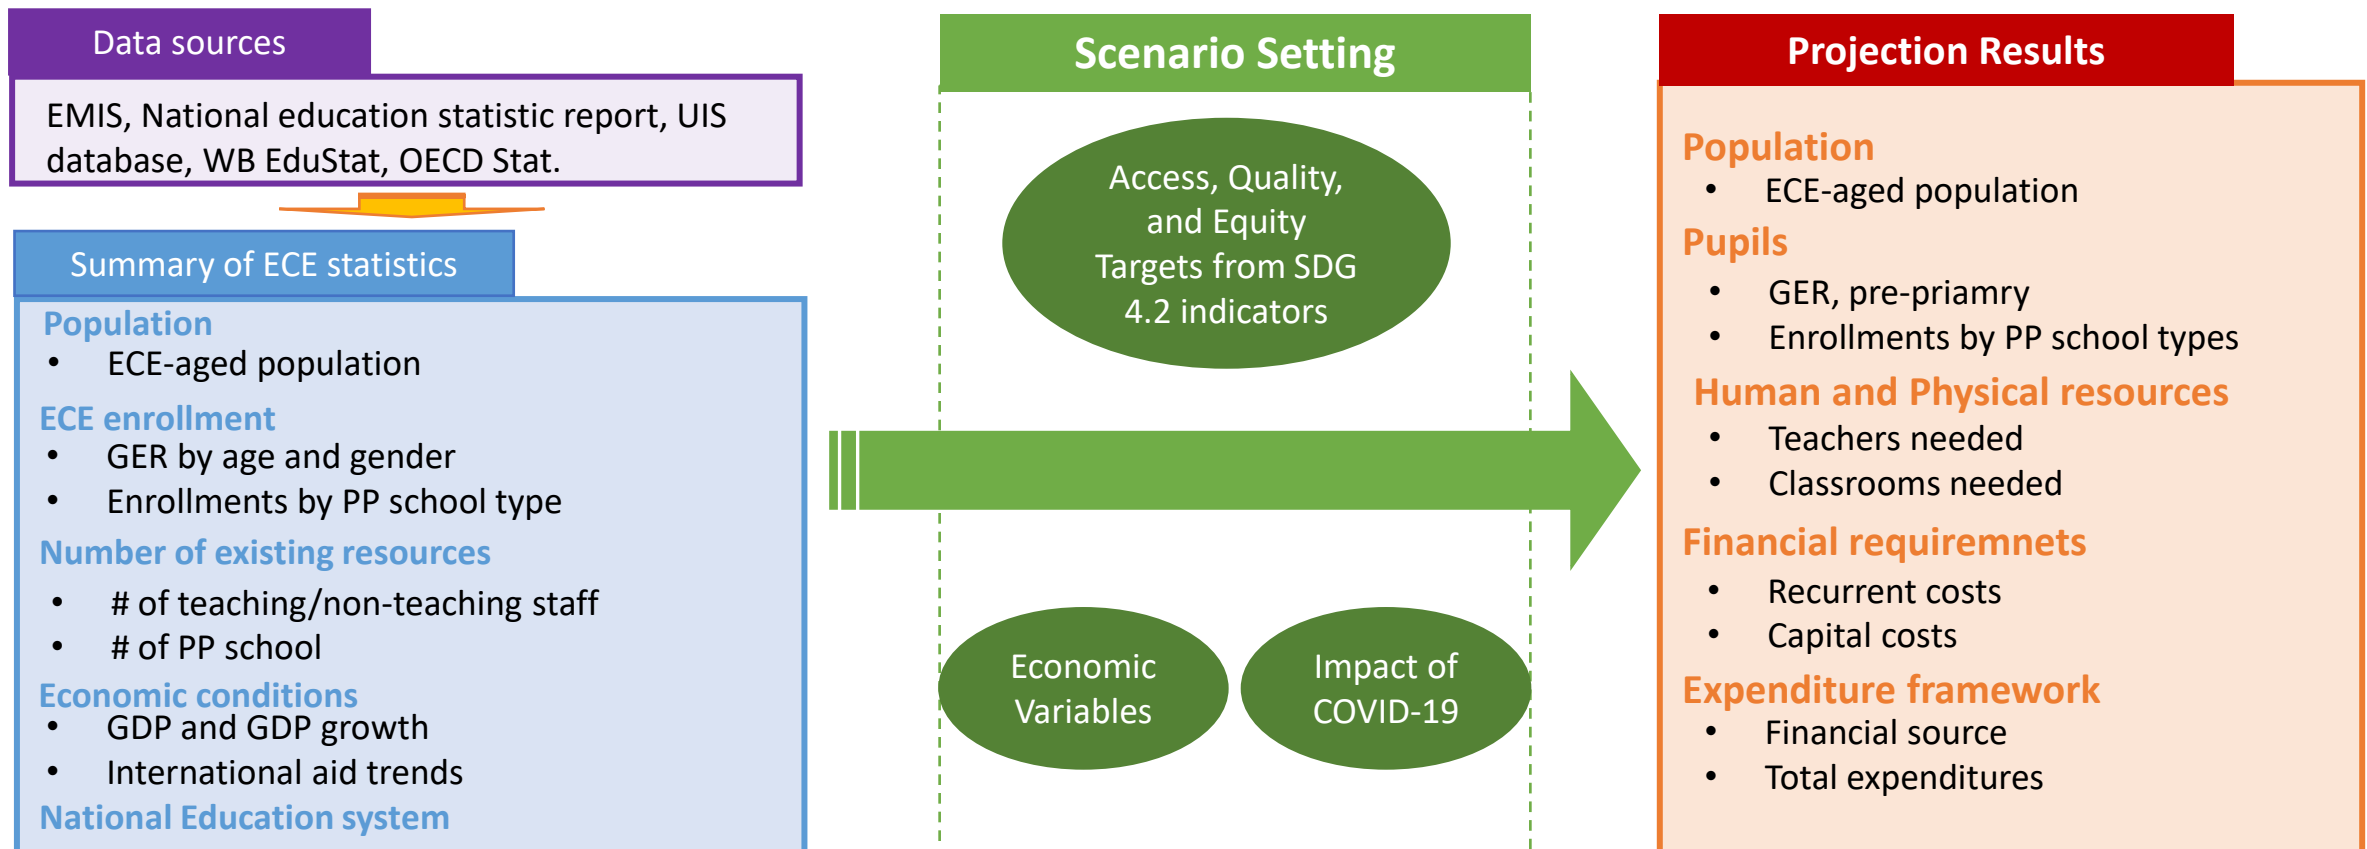 Data sources
EMIS, National education statistic report, UIS
database, WB EduStat, OECD Stat.
Summary of ECE statistics
Population
• ECE-aged population
ECE enrollment
• GER by age and gender
• Enrollments by PP school type
Number of existing resources
• # of teaching/non-teaching staff
• # of PP school
Economic conditions
• GDP and GDP growth
• International aid trends
National Education system
Scenario Setting
Access, Quality,
and Equity
Targets from SDG
4.2 indicators
Economic
Variables
Impact of
COVID-19
Projection Results
Population
• ECE-aged population
Pupils
• GER, pre-priamry
• Enrollments by PP school types
Human and Physical resources
• Teachers needed
• Classrooms needed
Financial requiremnets
• Recurrent costs
• Capital costs
Expenditure framework
• Financial source
• Total expenditures